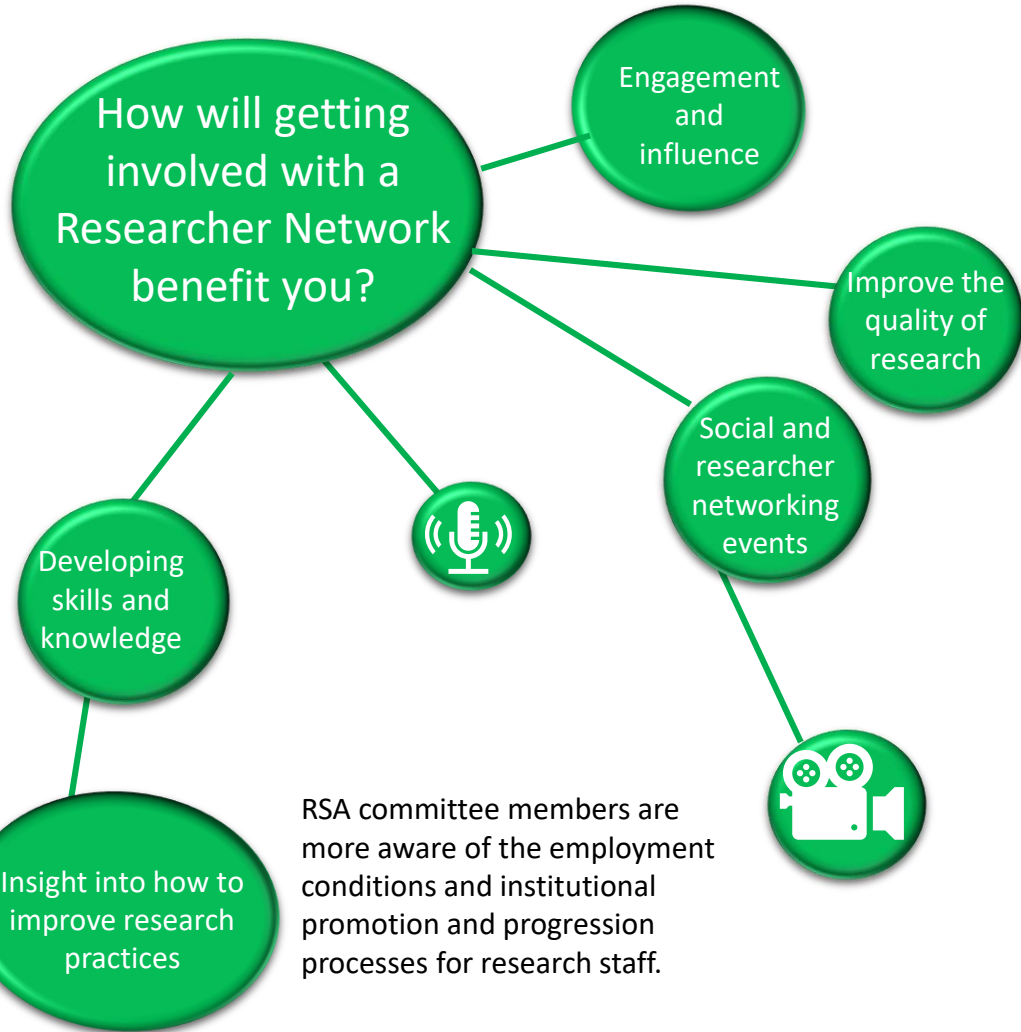 How will getting
involved with a
Researcher Network
benefit you?
Engagement
and
influence
Improve the
quality of
research
Social and
researcher
networking
events
Developing
skills and
knowledge
Insight into how to
improve research
practices
RSA committee members are
more aware of the employment
conditions and institutional
promotion and progression
processes for research staff.